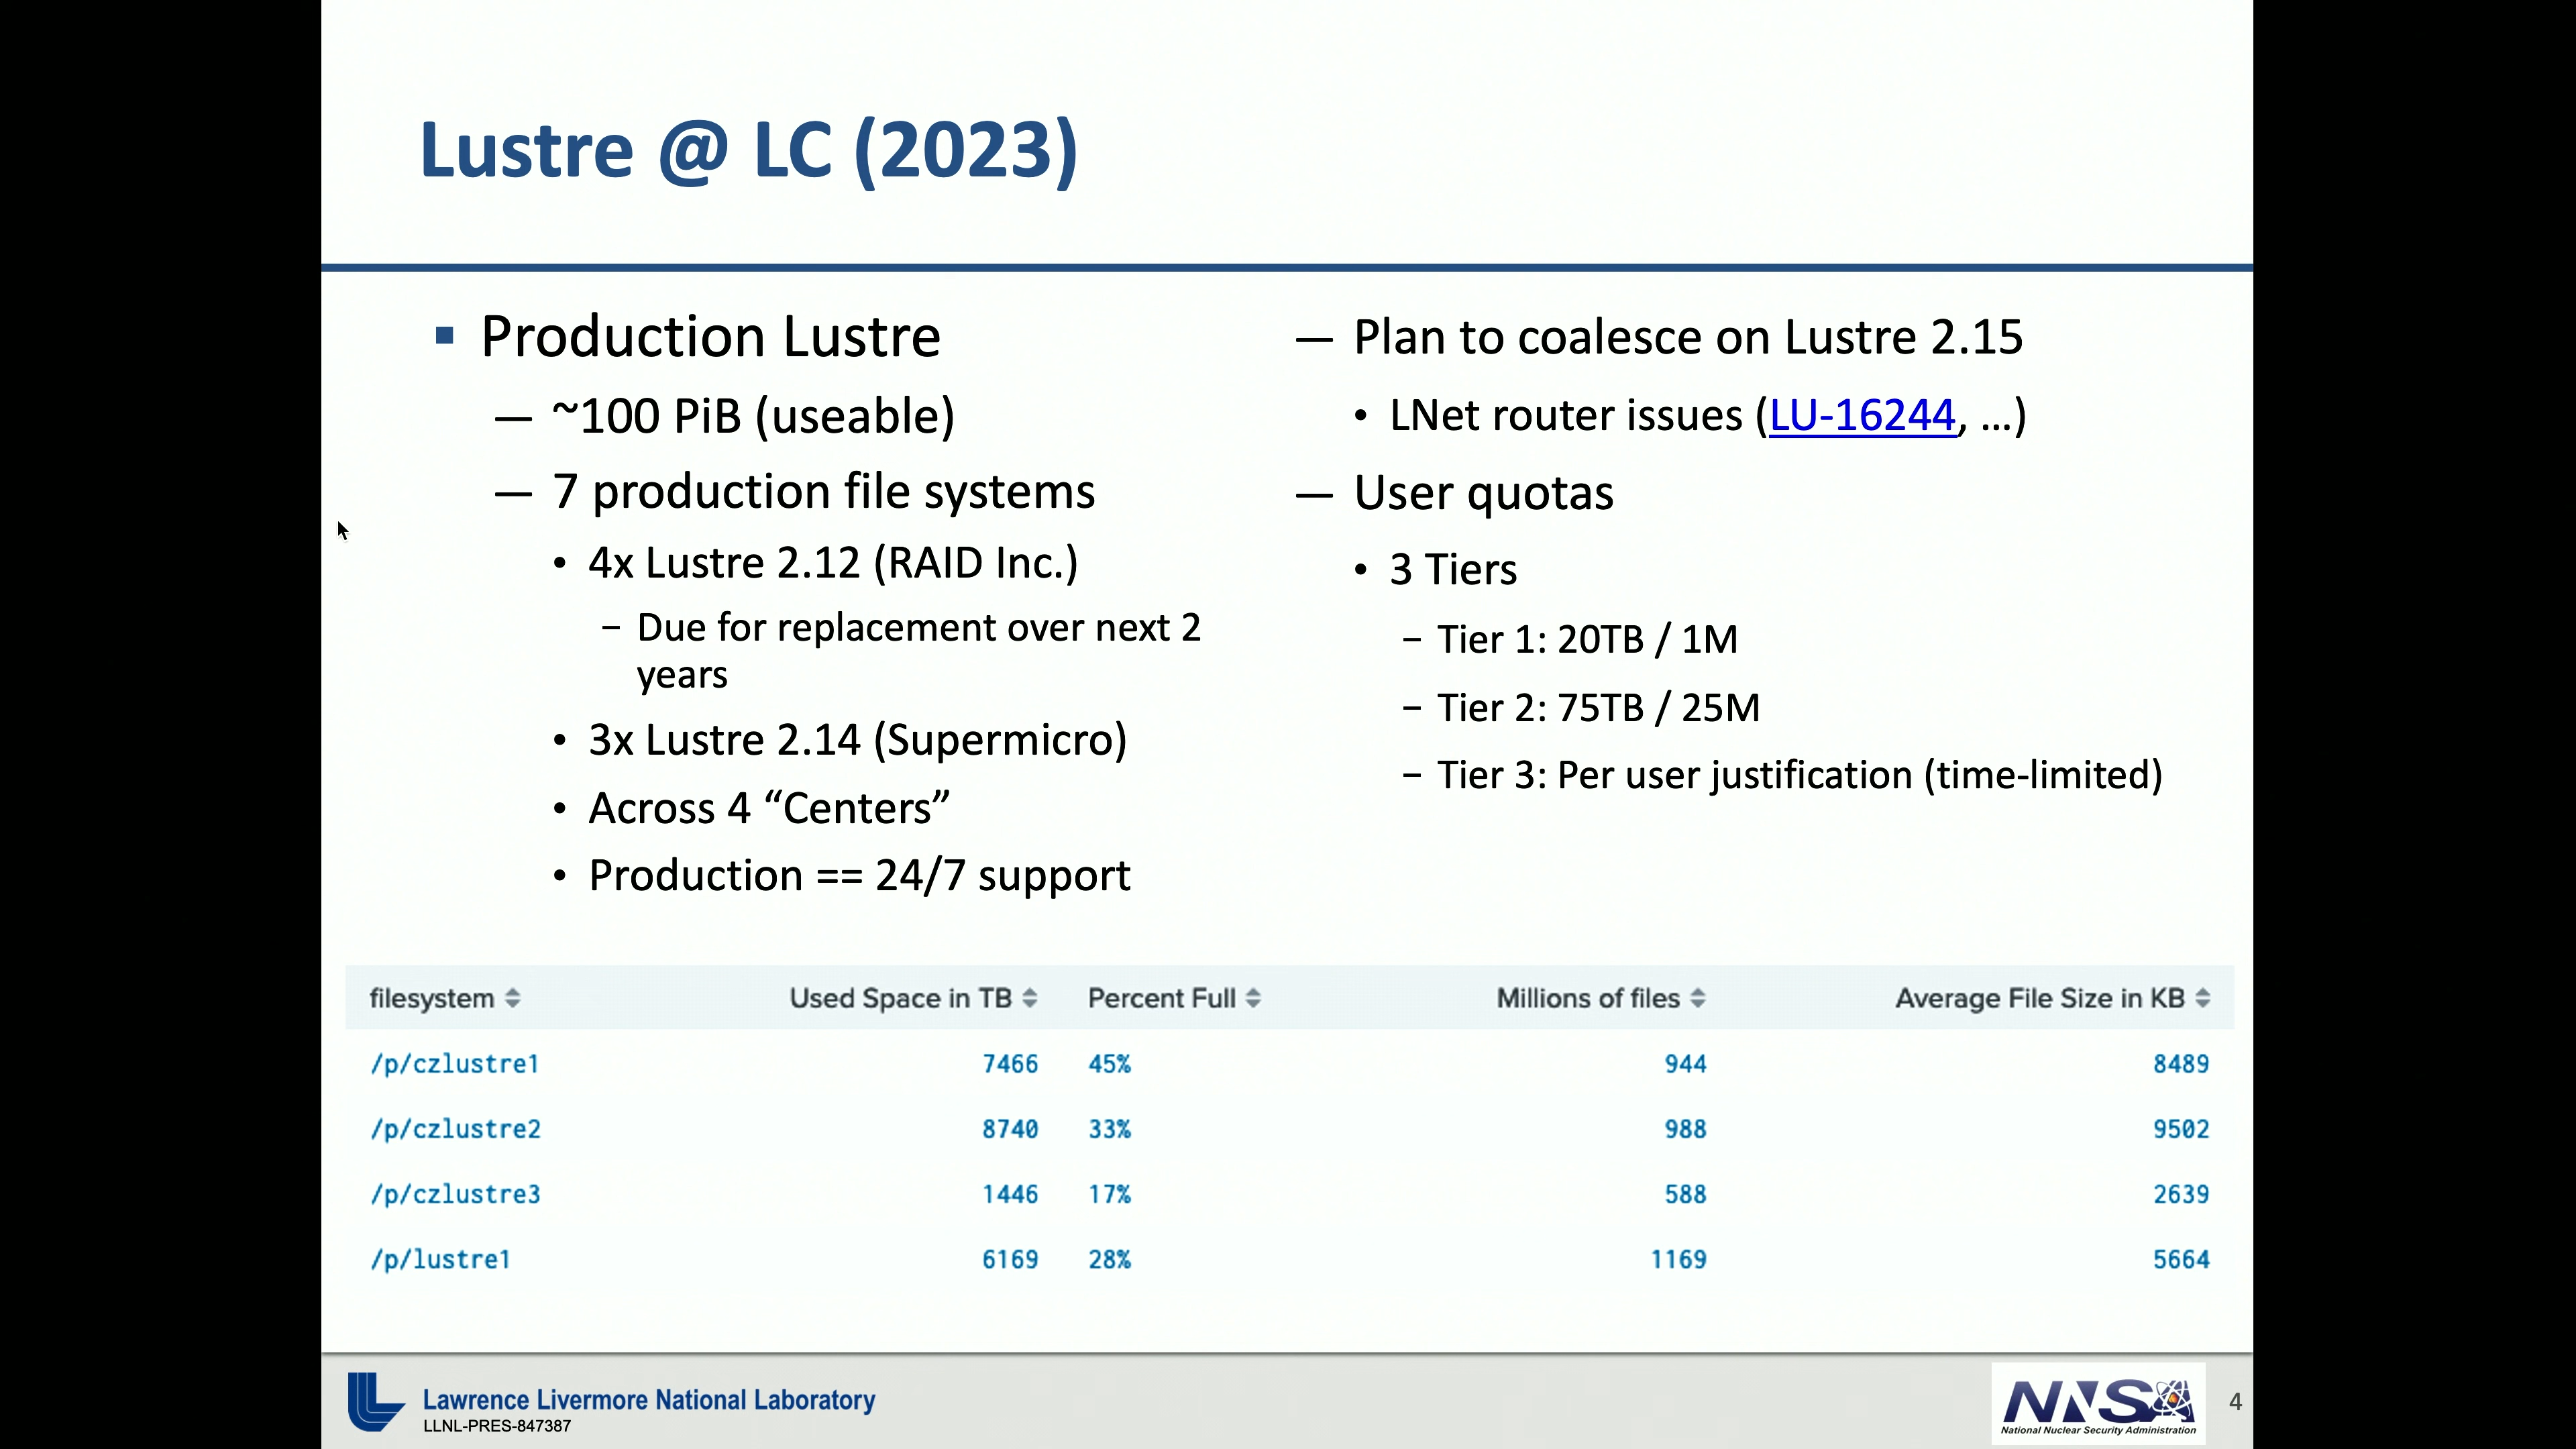 Lustre @ LC (2023)
▪ Production Lustre
— ~100 PiB (useable)
— 7 production file systems
• 4x Lustre 2.12 (RAID Inc.)
− Due for replacement over next 2
years
• 3x Lustre 2.14 (Supermicro)
• Across 4 “Centers”
• Production == 24/7 support
— Plan to coalesce on Lustre 2.15
• LNet router issues (LU-16244, ...)
— User quotas
• 3 Tiers
− Tier 1: 20TB / 1M
− Tier 2: 75TB / 25M
− Tier 3: Per user justification (time-limited)
filesystem Used Space in TB Percent Full Millions of files Average File Size in KB
/p/czlustre1 7466 45% 944 8489
/p/czlustre2 8740 33% 988 9502
/p/czlustre3 1446 17% 588 2639
/p/lustre1 6169 28% 1169 5664
Lawrence Livermore National Laboratory
LLNL-PRES-847387
NNSA
National Nuclear Security Administration
4